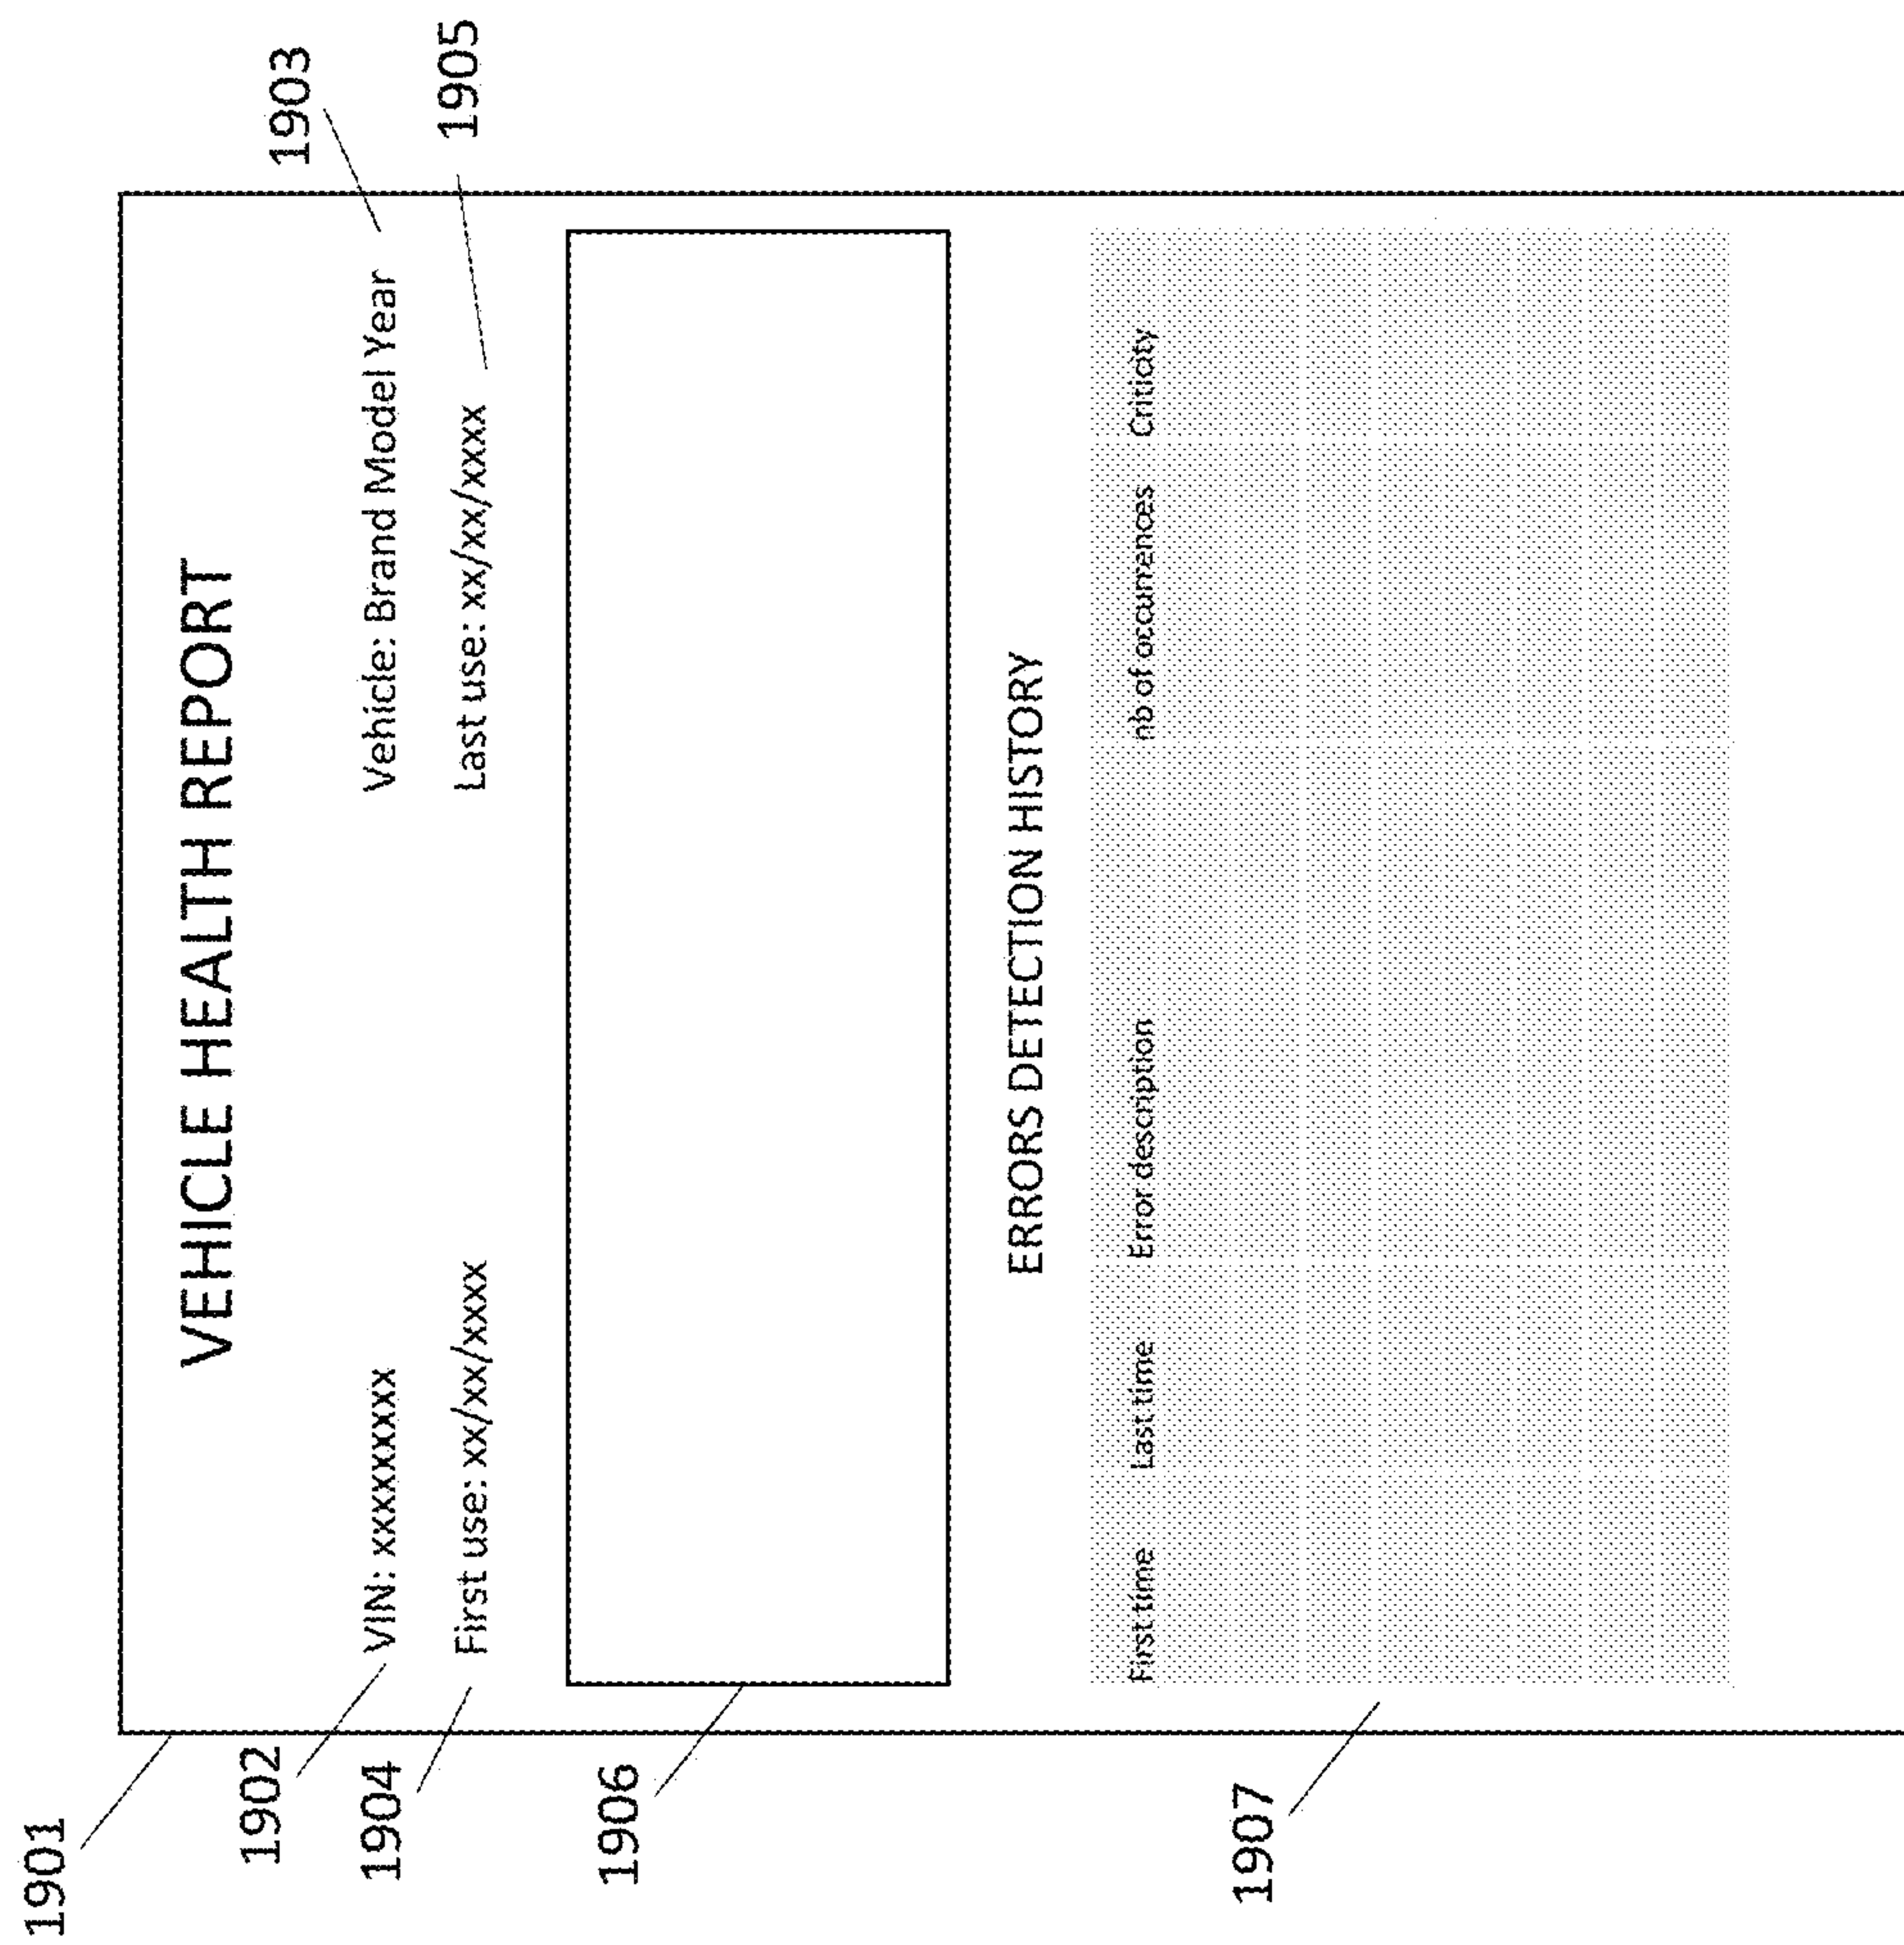 1901
VEHICLE HEALTH REPORT
1903
1902
VIN: xxxxxxxxx
Vehicle: Brand Model Year
1905
1904
First use: xx/xx/xxxx
Last use: xx/xx/xxxx
1906
ERRORS DETECTION HISTORY
First time Last time Error description nb of occurrences Criticity
1907